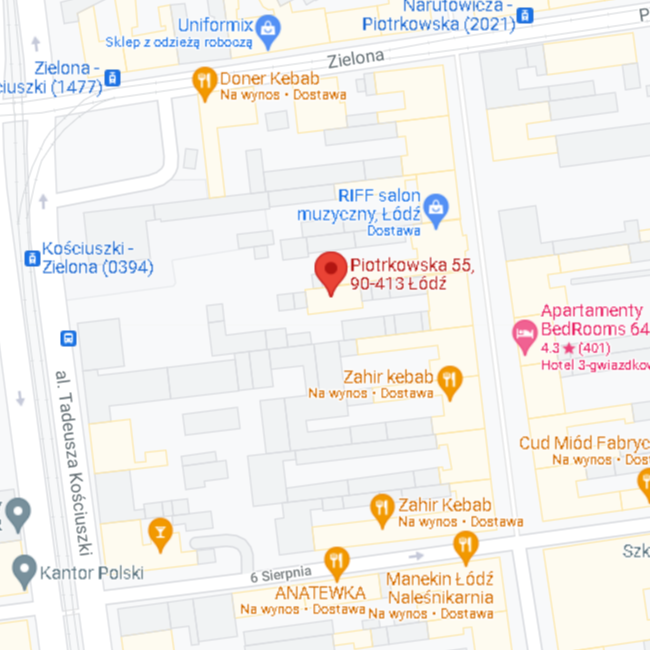 Narutowicza -
Piotrkowska (2021)
P
Uniformix
Sklep z odzieżą roboczą
Zielona
Zielona -
ciuszki (1477)
Doner Kebab
Na wynos • Dostawa
RIFF salon
muzyczny, Łódź
Dostawa
Kościuszki -
Zielona (0394)
Piotrkowska 55,
90-413 Łódź
Apartamenty
BedRooms 64
4.3★(401)
Hotel 3-gwiazdkow
Zahir kebab
Na wynos • Dostawa
al. Tadeusza Kościuszki
Cud Miód Fabryc
Na wynos • Dost
Zahir Kebab
Na wynos • Dostawa
Kantor Polski
6 Sierpnia
ANATEWKA
Na wynos • Dostawa
Manekin Łódź
Naleśnikarnia
Na wynos • Dostawa
Szk